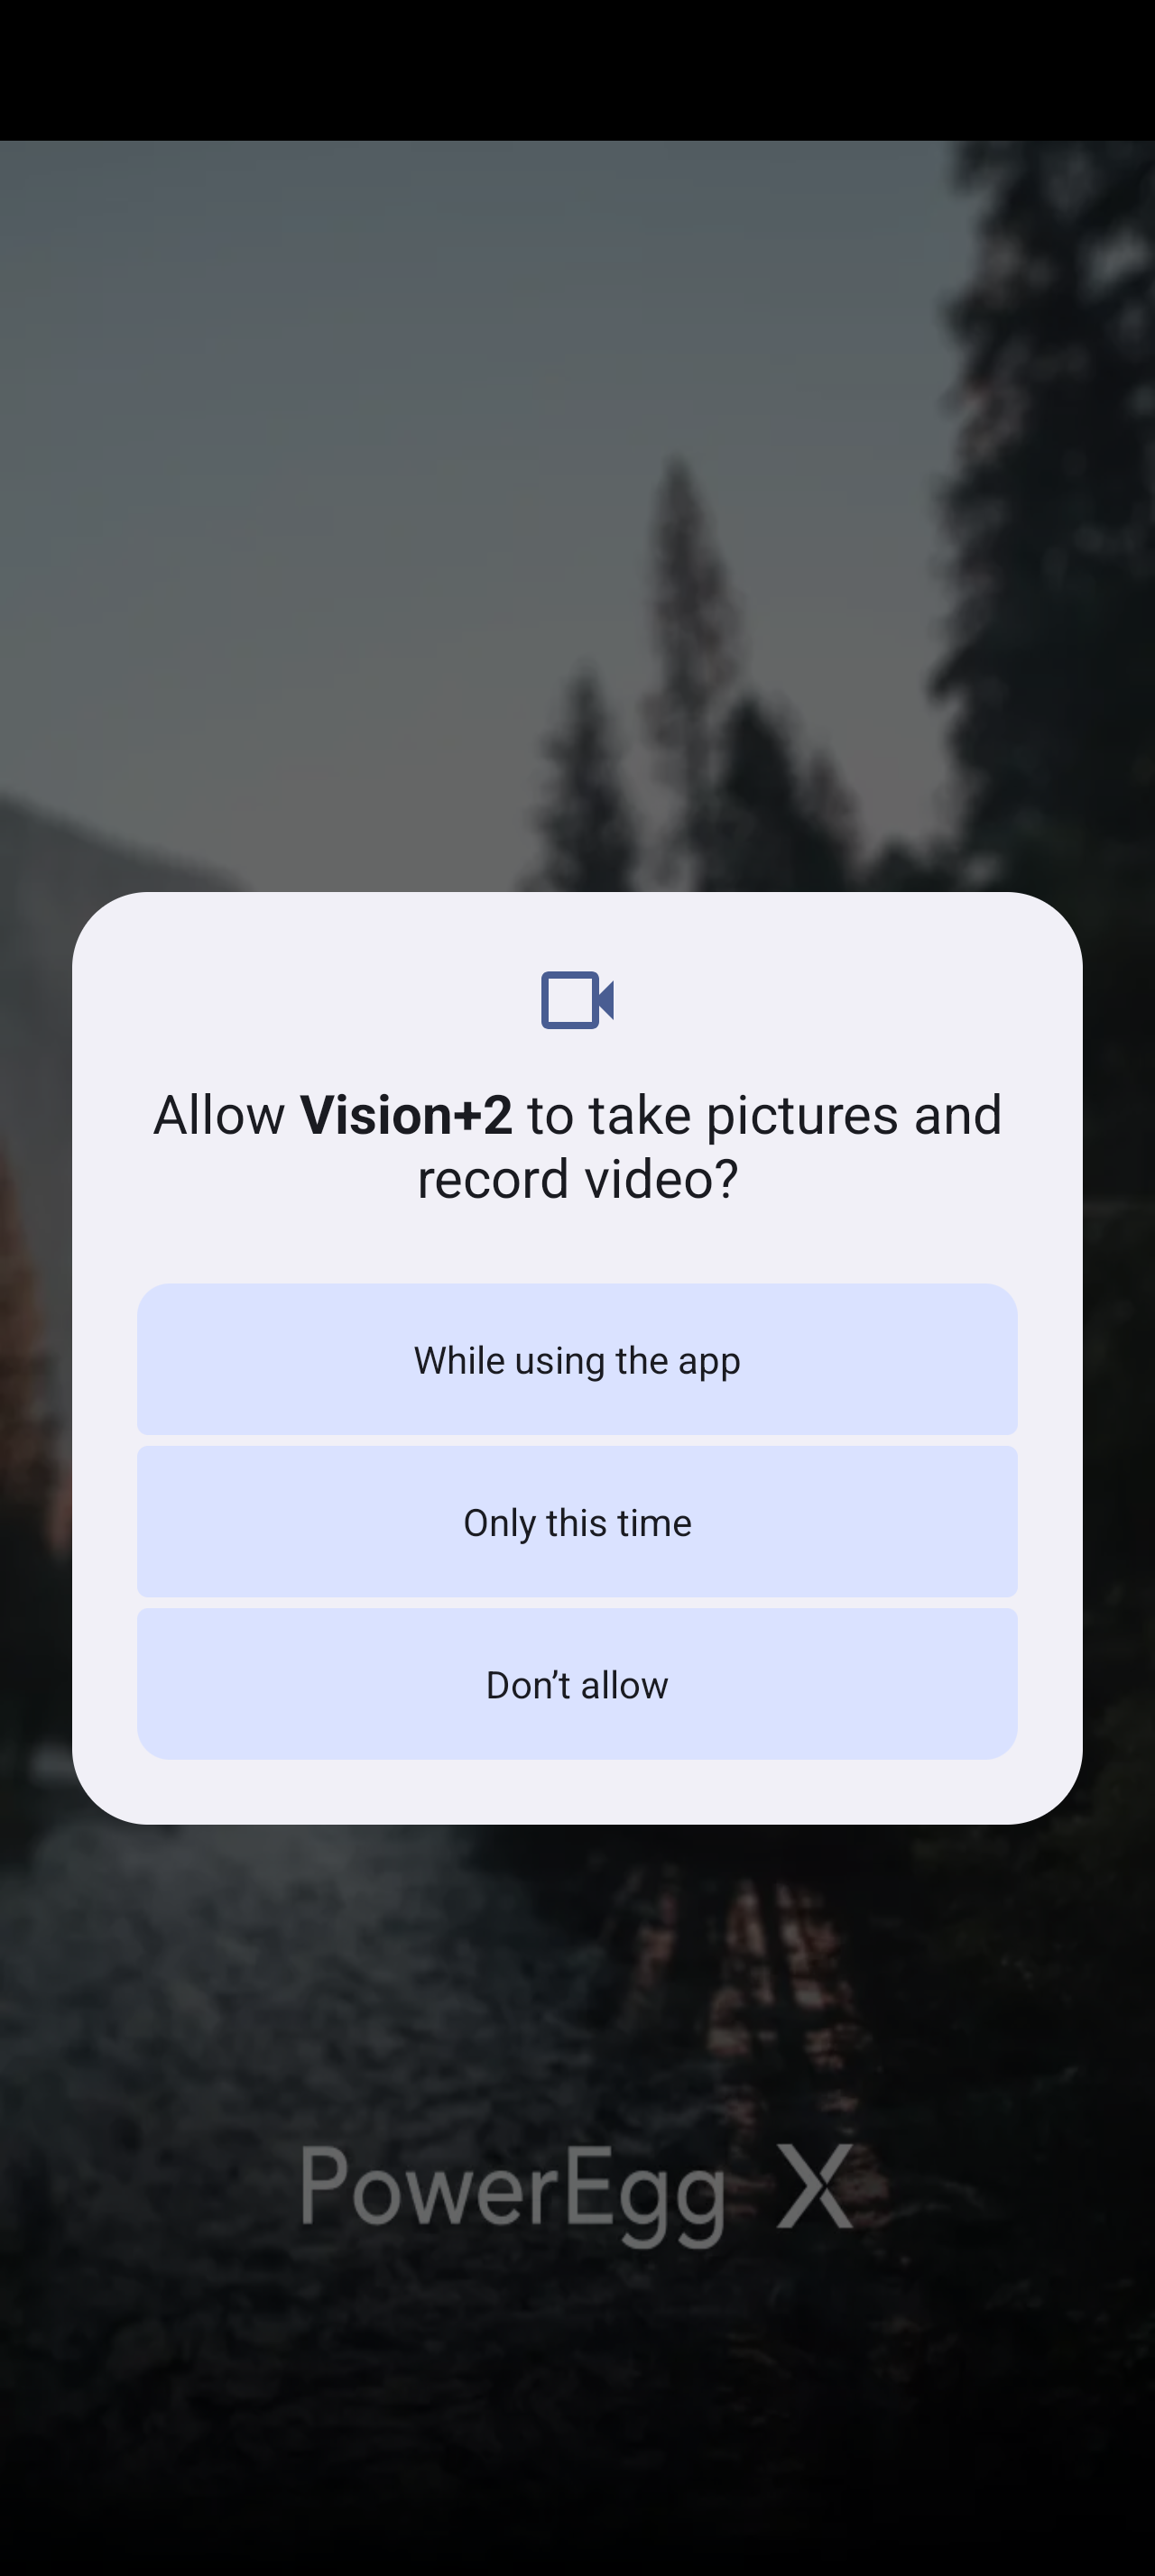 Allow Vision+2 to take pictures and
record video?
While using the app
Only this time
Don’t allow
PowerEgg X